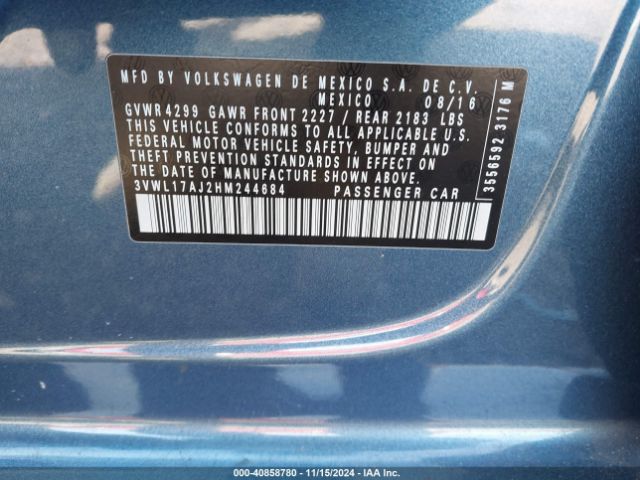 MFD BY VOLKSWAGEN DE MEXICO S.A. DE C.V.
MEXICO 08/16
GVWR 4299 GAWR FRONT 2227 / REAR 2183 LBS
THIS VEHICLE CONFORMS TO ALL APPLICABLE U.S.
FEDERAL MOTOR VEHICLE SAFETY, BUMPER AND
THEFT PREVENTION STANDARDS IN EFFECT ON
THE DATE OF MANUFACTURE SHOWN ABOVE.
3VWL17AJ2HM244684 PASSENGER CAR
3556592 3176 M
000-40858780 - 11/15/2024 - IAA Inc.